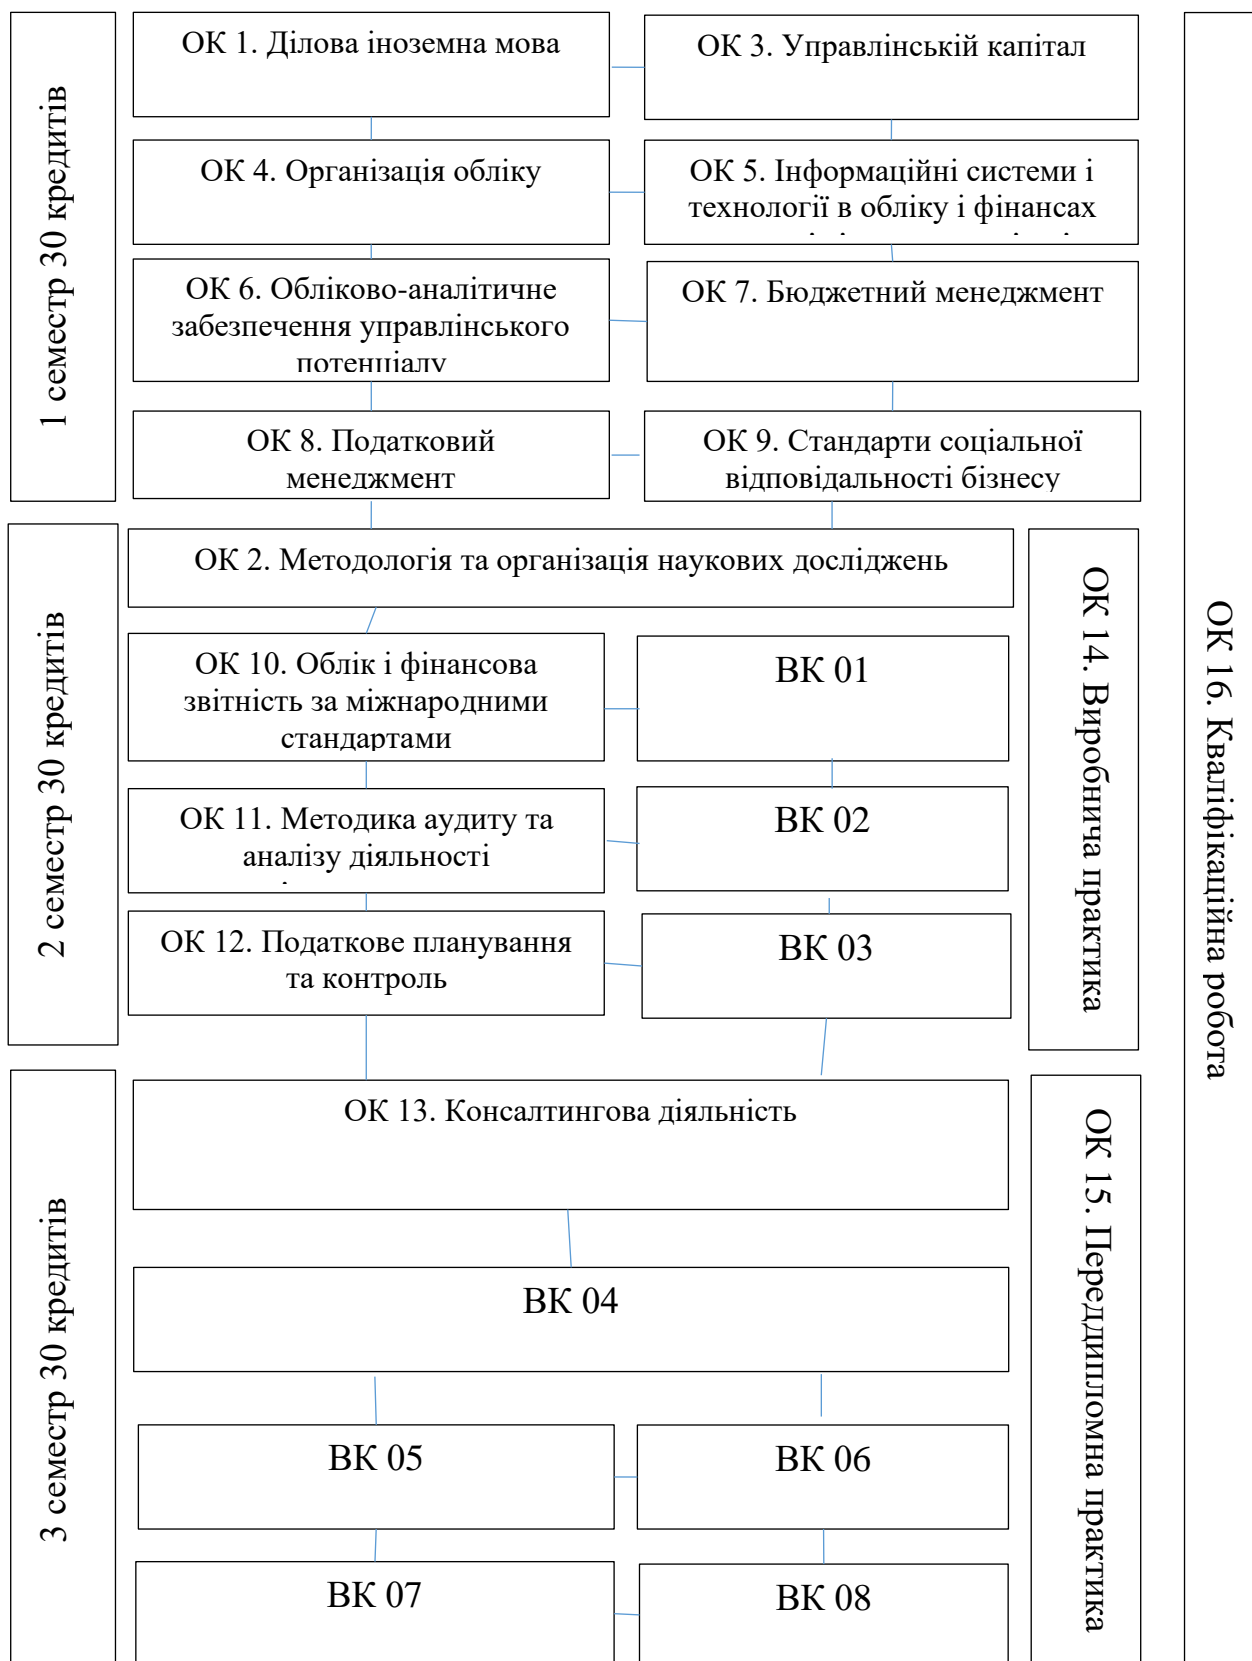 1 семестр 30 кредитів
ОК 1. Ділова іноземна мова
ОК 3. Управлінській капітал
ОК 4. Організація обліку
ОК 5. Інформаційні системи і
технології в обліку і фінансах
ОК 6. Обліково-аналітичне
забезпечення управлінського
потенціалу
ОК 7. Бюджетний менеджмент
ОК 8. Податковий
менеджмент
ОК 9. Стандарти соціальної
відповідальності бізнесу
2 семестр 30 кредитів
ОК 2. Методологія та організація наукових досліджень
ОК 10. Облік і фінансова
звітність за міжнародними
стандартами
ВК 01
ОК 11. Методика аудиту та
аналізу діяльності
ВК 02
ОК 12. Податкове планування
та контроль
ВК 03
ОК 14. Виробнича практика
3 семестр 30 кредитів
ОК 13. Консалтингова діяльність
ВК 04
ВК 05
ВК 06
ВК 07
ВК 08
ОК 15. Переддипломна практика
ОК 16. Кваліфікаційна робота